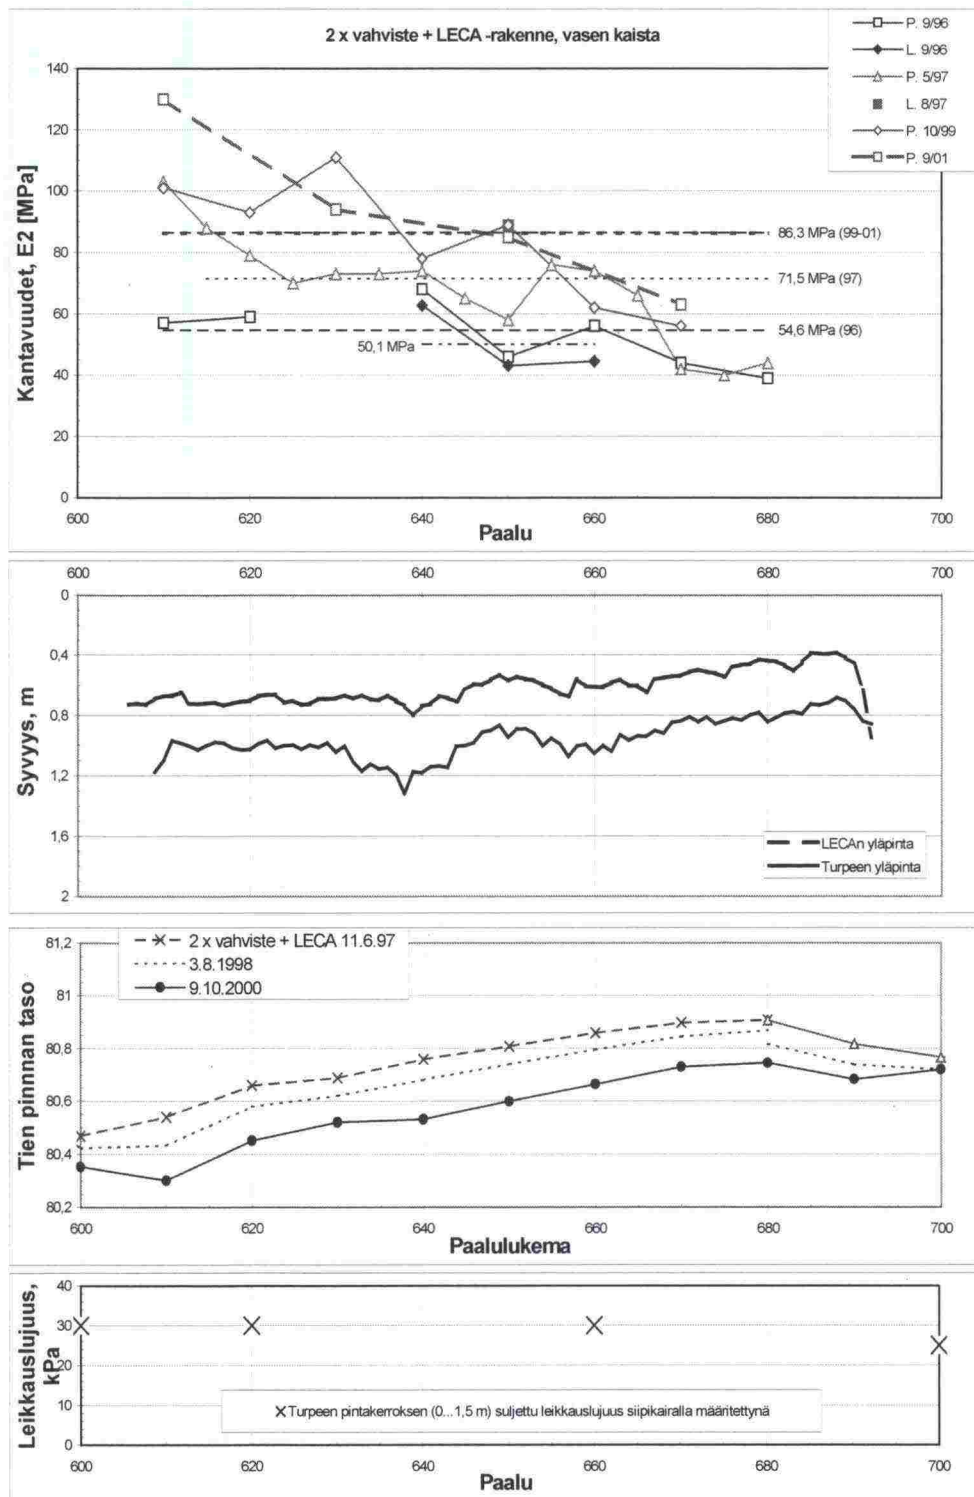 2 x vahviste + LECA -rakenne, vasen kaista
P. 9/96
L. 9/96
P. 5/97
L. 8/97
P. 10/99
P. 9/01
Kantavuudet, E2 [MPa]
140
120
100
80
60
40
20
0
86,3 MPa (99-01)
71,5 MPa (97)
54,6 MPa (96)
50,1 MPa
600 620 640 660 680 700
Paalu
600 620 640 660 680 700
Syvyys, m
0
0,4
0,8
1,2
1,6
2
LECAn yläpinta
Turpeen yläpinta
2 x vahviste + LECA 11.6.97
3.8.1998
9.10.2000
Tien pinnnan taso
81,2
81
80,8
80,6
80,4
80,2
600 620 640 660 680 700
Paalulukema
Leikkauslujuus, kPa
40
30
20
10
0
Turpeen pintakerroksen (0...1,5 m) suljettu leikkauslujuus siipikairalla määritettynä
600 620 640 660 680 700
Paalu